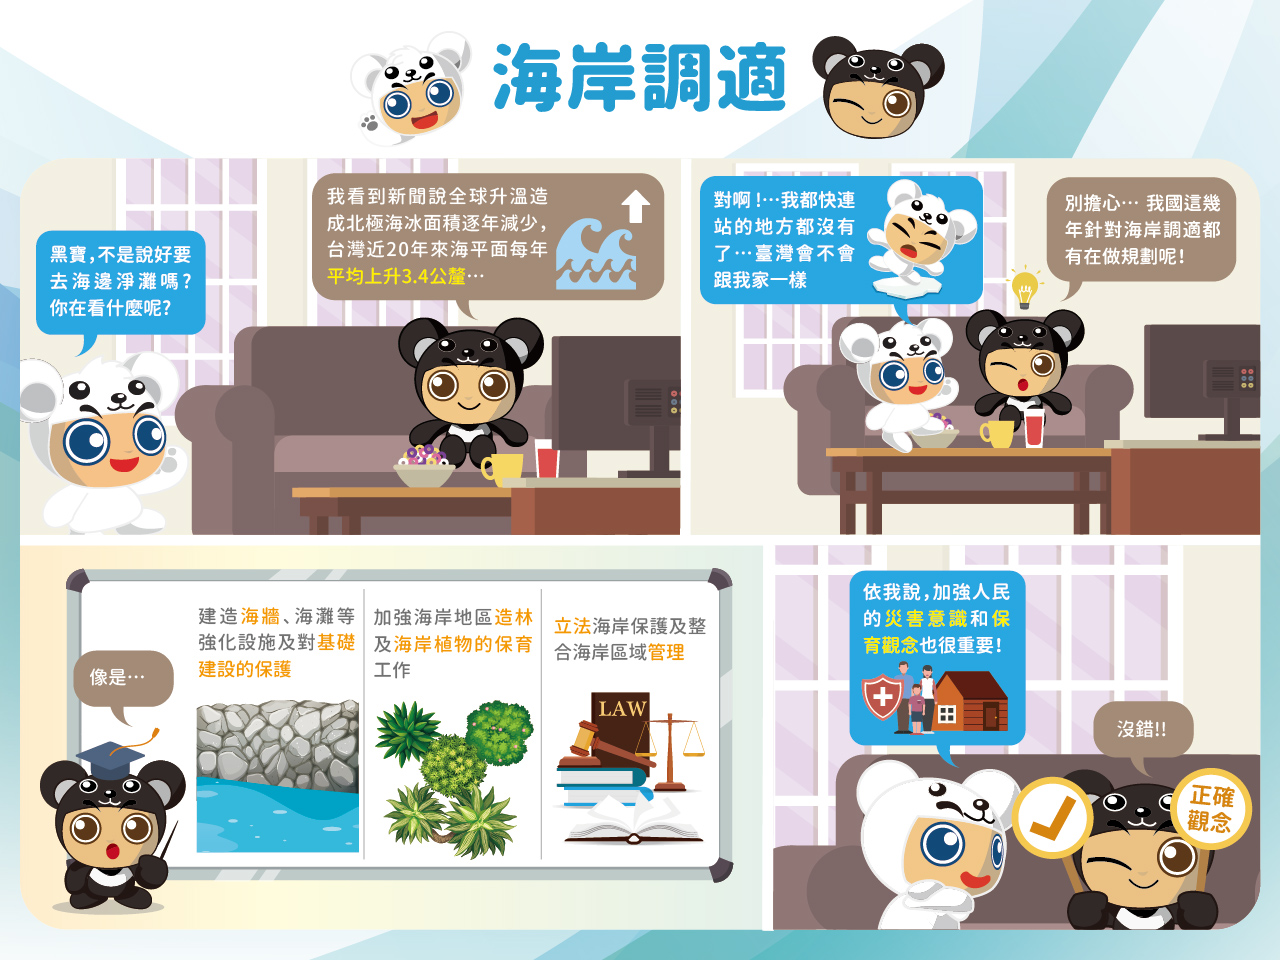 海岸調適
黑寶，不是說好要
去海邊淨灘嗎？
你在看什麼呢？
我看到新聞說全球升溫造
成北極海冰面積逐年減少，
台灣近20年來海平面每年
平均上升3.4公釐…
對啊！…我都快連
站的地方都沒有
了…臺灣會不會
跟我家一樣
別擔心… 我國這幾
年針對海岸調適都
有在做規劃呢！
像是…
建造海牆、海灘等
強化設施及對基礎
建設的保護
加強海岸地區造林
及海岸植物的保育
工作
立法海岸保護及整
合海岸區域管理
LAW
依我說，加強人民
的災害意識和保
育觀念也很重要！
沒錯!!
正確
觀念